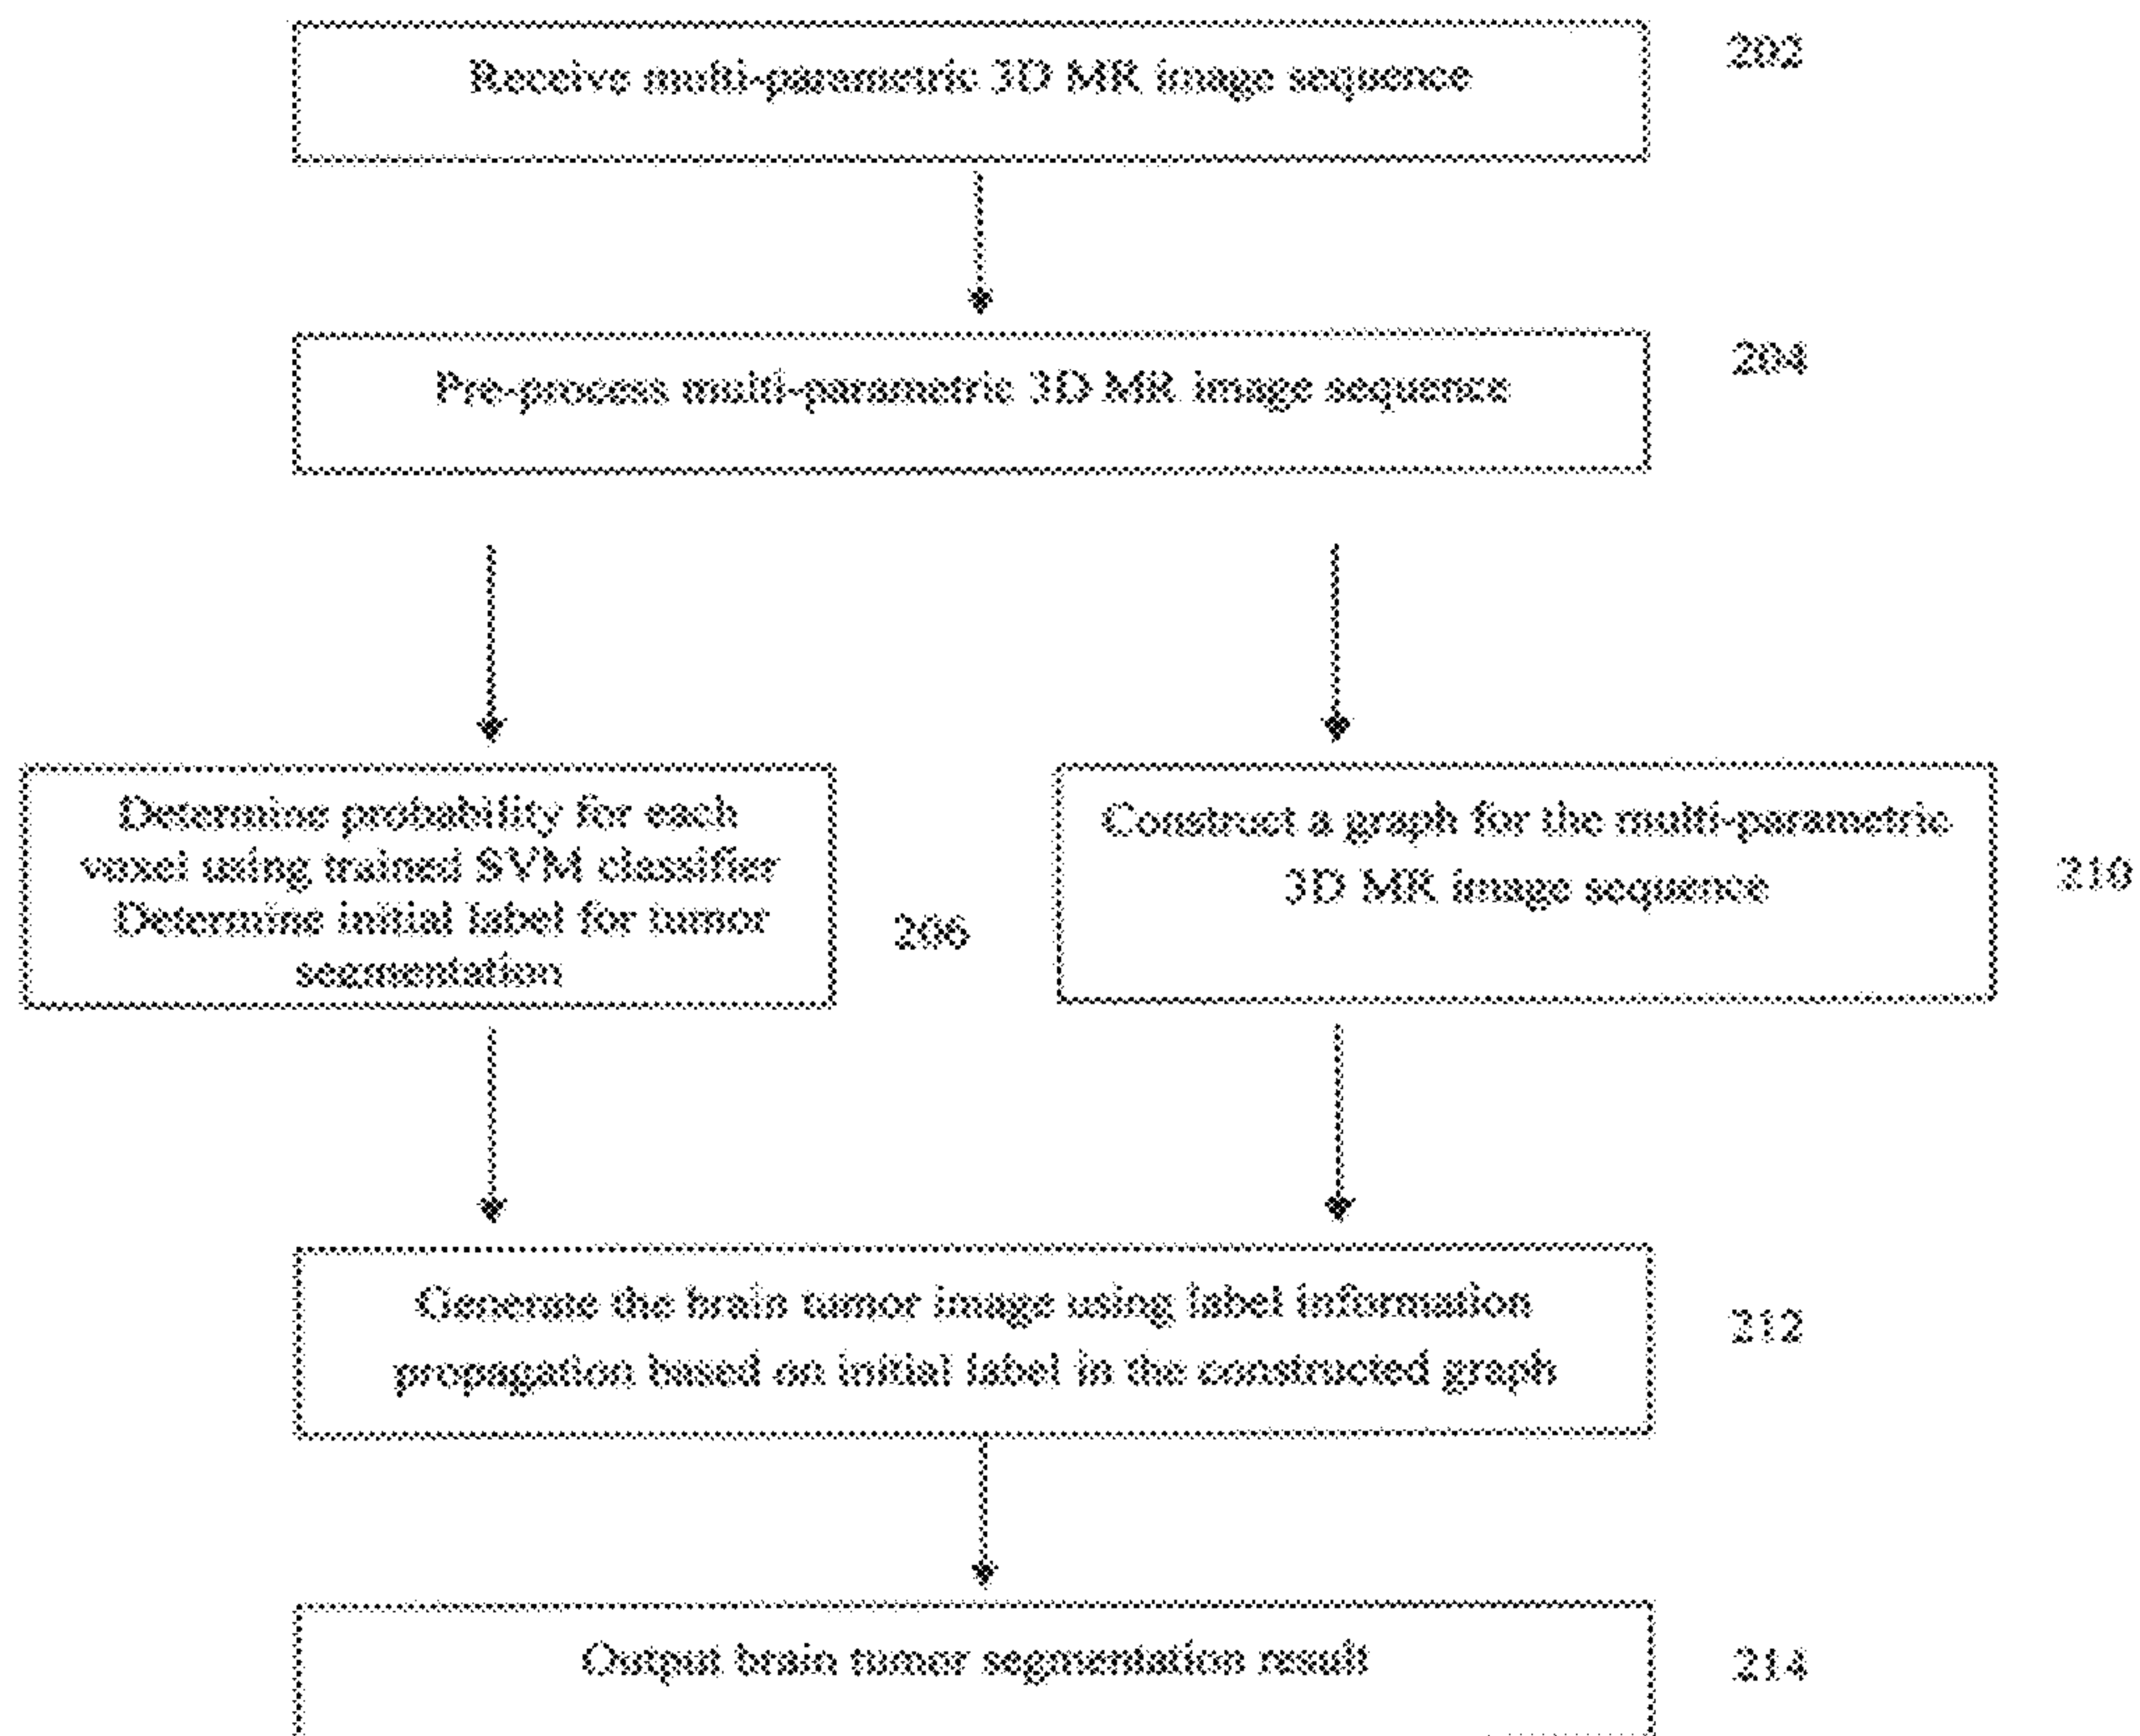 Receive multi-parametric 3D MR image sequence
202
Pre-process multi-parametric 3D MR image sequence
204
Determine probability for each
voxel using trained SVM classifier
Determine initial label for tumor
segmentation
206
Construct a graph for the multi-parametric
3D MR image sequence
210
Generate the brain tumor image using label information
propagation based on initial label in the constructed graph
212
Output brain tumor segmentation result
214